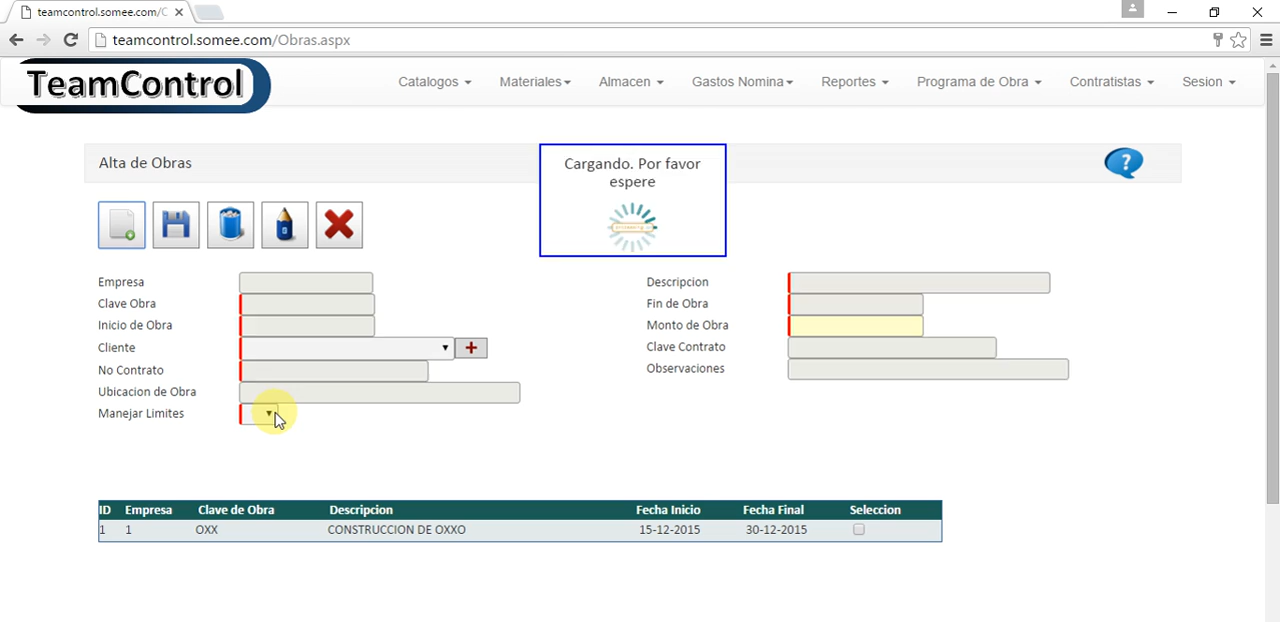 teamcontrol.somee.com/C
teamcontrol.somee.com/Obras.aspx
TeamControl
Catalogos Materiales Almacen Gastos Nomina Reportes Programa de Obra Contratistas Sesion
Alta de Obras
Cargando. Por favor
espere
?
Empresa Descripcion
Clave Obra Fin de Obra
Inicio de Obra Monto de Obra
Cliente Clave Contrato
No Contrato Observaciones
Ubicacion de Obra
Manejar Limites
ID Empresa Clave de Obra Descripcion Fecha Inicio Fecha Final Seleccion
1 1 OXX CONSTRUCCION DE OXXO 15-12-2015 30-12-2015